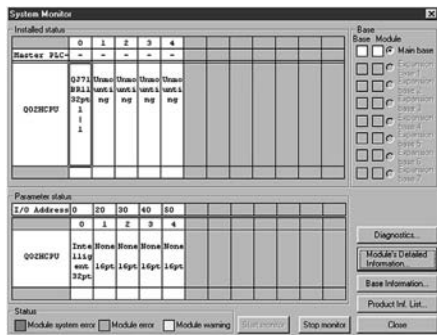 System Monitor
Installed status
Base
0 1 2 3 4
Base Module
Master PLC- - - - - -
Main base
Expansion base 1
Expansion base 2
Expansion base 3
Expansion base 4
Expansion base 5
Expansion base 6
Expansion base 7
Q02HCPU
QJ71 Unmo Unmo Unmo Unmo
BR11 unti unti unti unti
32pt ng ng ng ng
1
|
1
Parameter status
I/O Address 0 20 30 40 50
0 1 2 3 4
Q02HCPU
Inte None None None None
llig
ent 16pt 16pt 16pt 16pt
32pt
Diagnostics...
Module's Detailed
Information...
Base Information...
Product Inf. List...
Status
Module system error Module error Module warning Start monitor Stop monitor Close